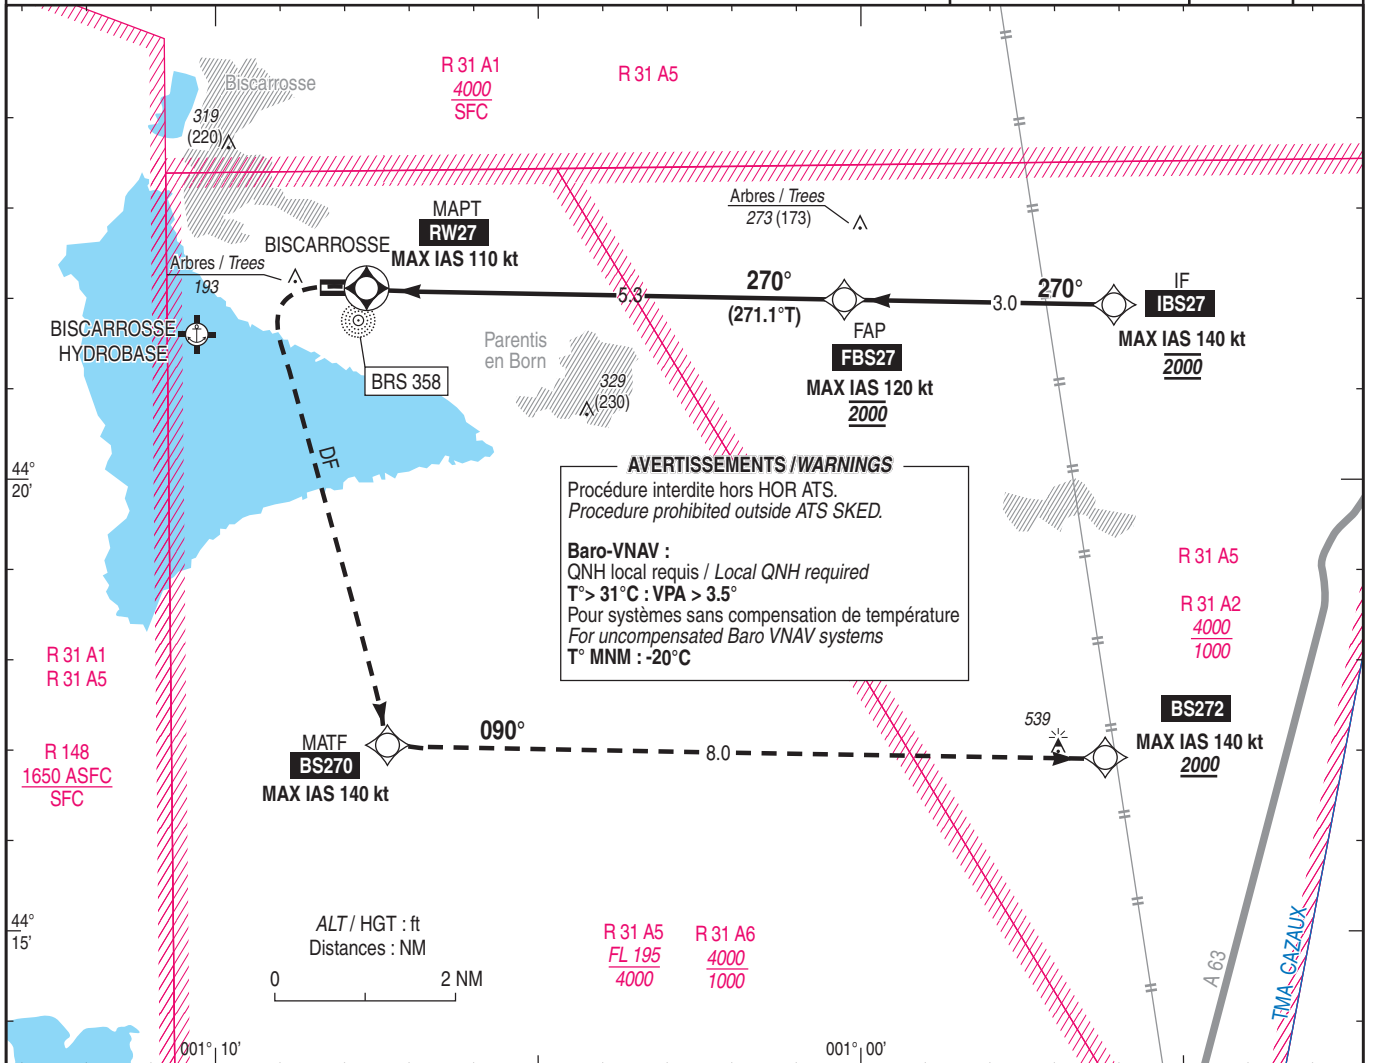 R 31 A1
4000
SFC
R 31 A5
Biscarrosse
319
(220)
Arbres / Trees
273 (173)
MAPT
RW27
MAX IAS 110 kt
BISCARROSSE
Arbres / Trees
193
BISCARROSSE
HYDROBASE
BRS 358
5.3
270°
(271.1°T)
3.0
270°
IF
IBS27
MAX IAS 140 kt
2000
FAP
FBS27
MAX IAS 120 kt
2000
Parentis
en Born
329
(230)
DF
44°
20'
AVERTISSEMENTS / WARNINGS
Procédure interdite hors HOR ATS.
Procedure prohibited outside ATS SKED.
Baro-VNAV :
QNH local requis / Local QNH required
T°> 31°C : VPA > 3.5°
Pour systèmes sans compensation de température
For uncompensated Baro VNAV systems
T° MNM : -20°C
R 31 A5
R 31 A2
4000
1000
R 31 A1
R 31 A5
R 148
1650 ASFC
SFC
MATF
BS270
MAX IAS 140 kt
090°
8.0
539
BS272
MAX IAS 140 kt
2000
44°
15'
ALT / HGT : ft
Distances : NM
0 2 NM
R 31 A5
FL 195
4000
R 31 A6
4000
1000
A 63
TMA CAZAUX
001° 10'
001° 00'